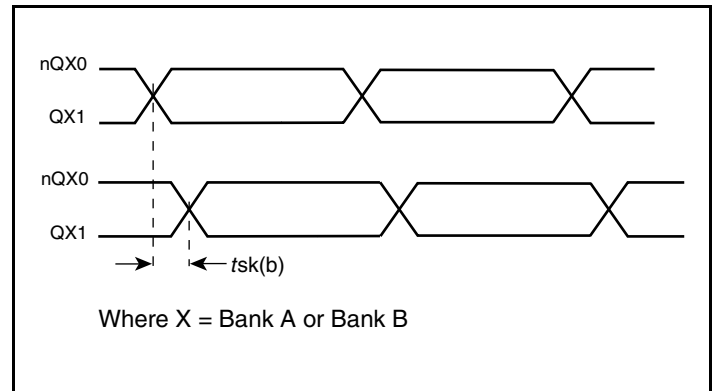 nQX0
QX1
nQX0
QX1
tsk(b)
Where X = Bank A or Bank B